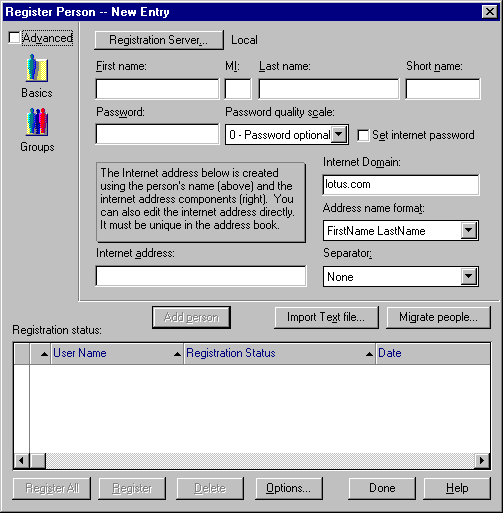 Register Person -- New Entry
Advanced
Basics
Groups
Registration Server...
Local
First name:
MI:
Last name:
Short name:
Password:
Password quality scale:
0 - Password optional
Set internet password
The Internet address below is created
using the person's name (above) and the
internet address components (right). You
can also edit the internet address directly.
It must be unique in the address book.
Internet Domain:
lotus.com
Address name format:
FirstName LastName
Internet address:
Separator:
None
Add person
Import Text file...
Migrate people...
Registration status:
User Name
Registration Status
Date
Register All
Register
Delete
Options...
Done
Help